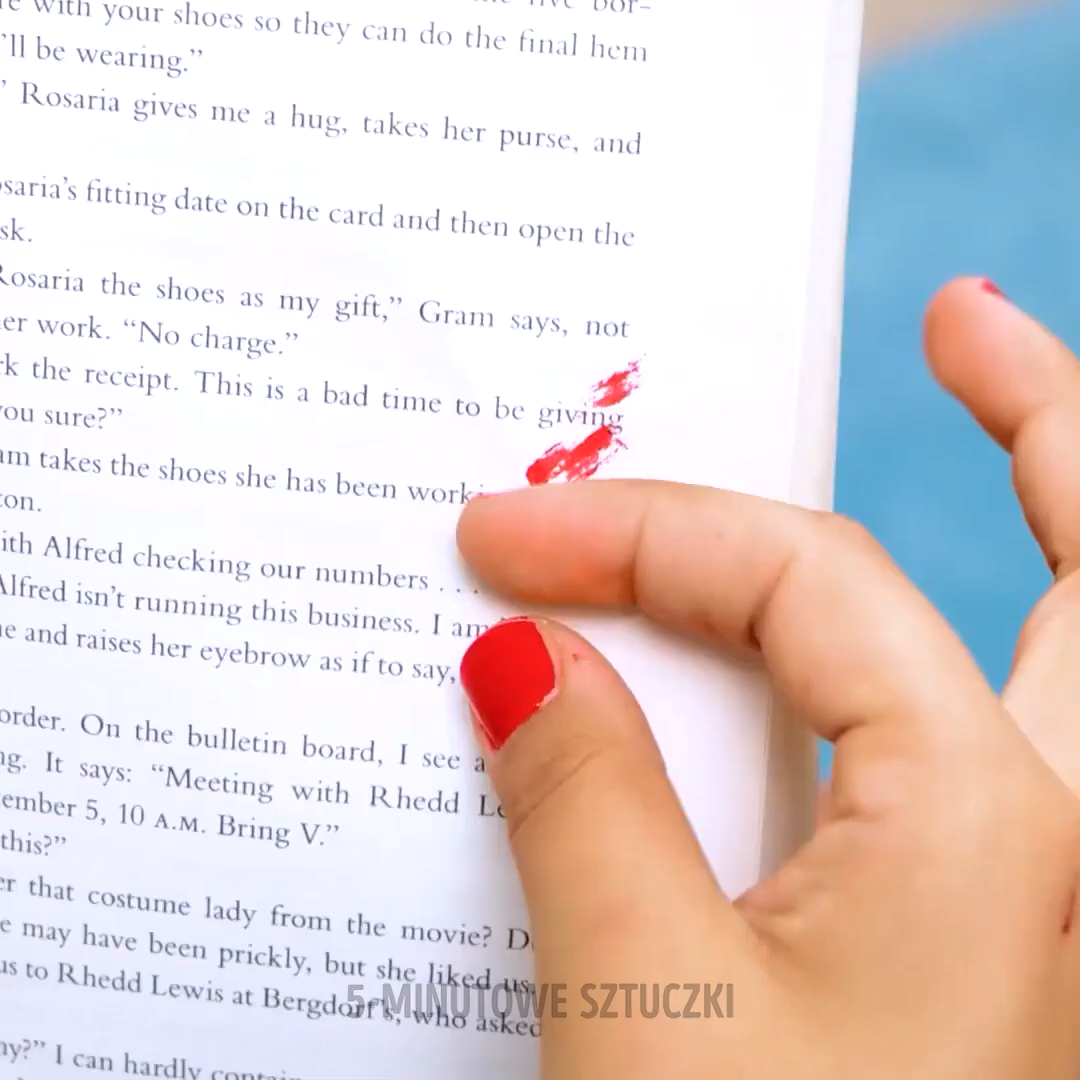 with your shoes so they can do the final hem
'll be wearing.”
” Rosaria gives me a hug, takes her purse, and
osaria's fitting date on the card and then open the
sk.
Rosaria the shoes as my gift,” Gram says, not
er work. “No charge.”
rk the receipt. This is a bad time to be giving
you sure?”
am takes the shoes she has been work
ton.
ith Alfred checking our numbers . . .
Alfred isn't running this business. I am
e and raises her eyebrow as if to say,
order. On the bulletin board, I see a
ng. It says: “Meeting with Rhedd Le
ember 5, 10 A.M. Bring V.”
this?”
er that costume lady from the movie? D
e may have been prickly, but she liked us.
us to Rhedd Lewis at Bergdorf's, who asked
ny?” I can hardly contai
5-MINUTOWE SZTUCZKI